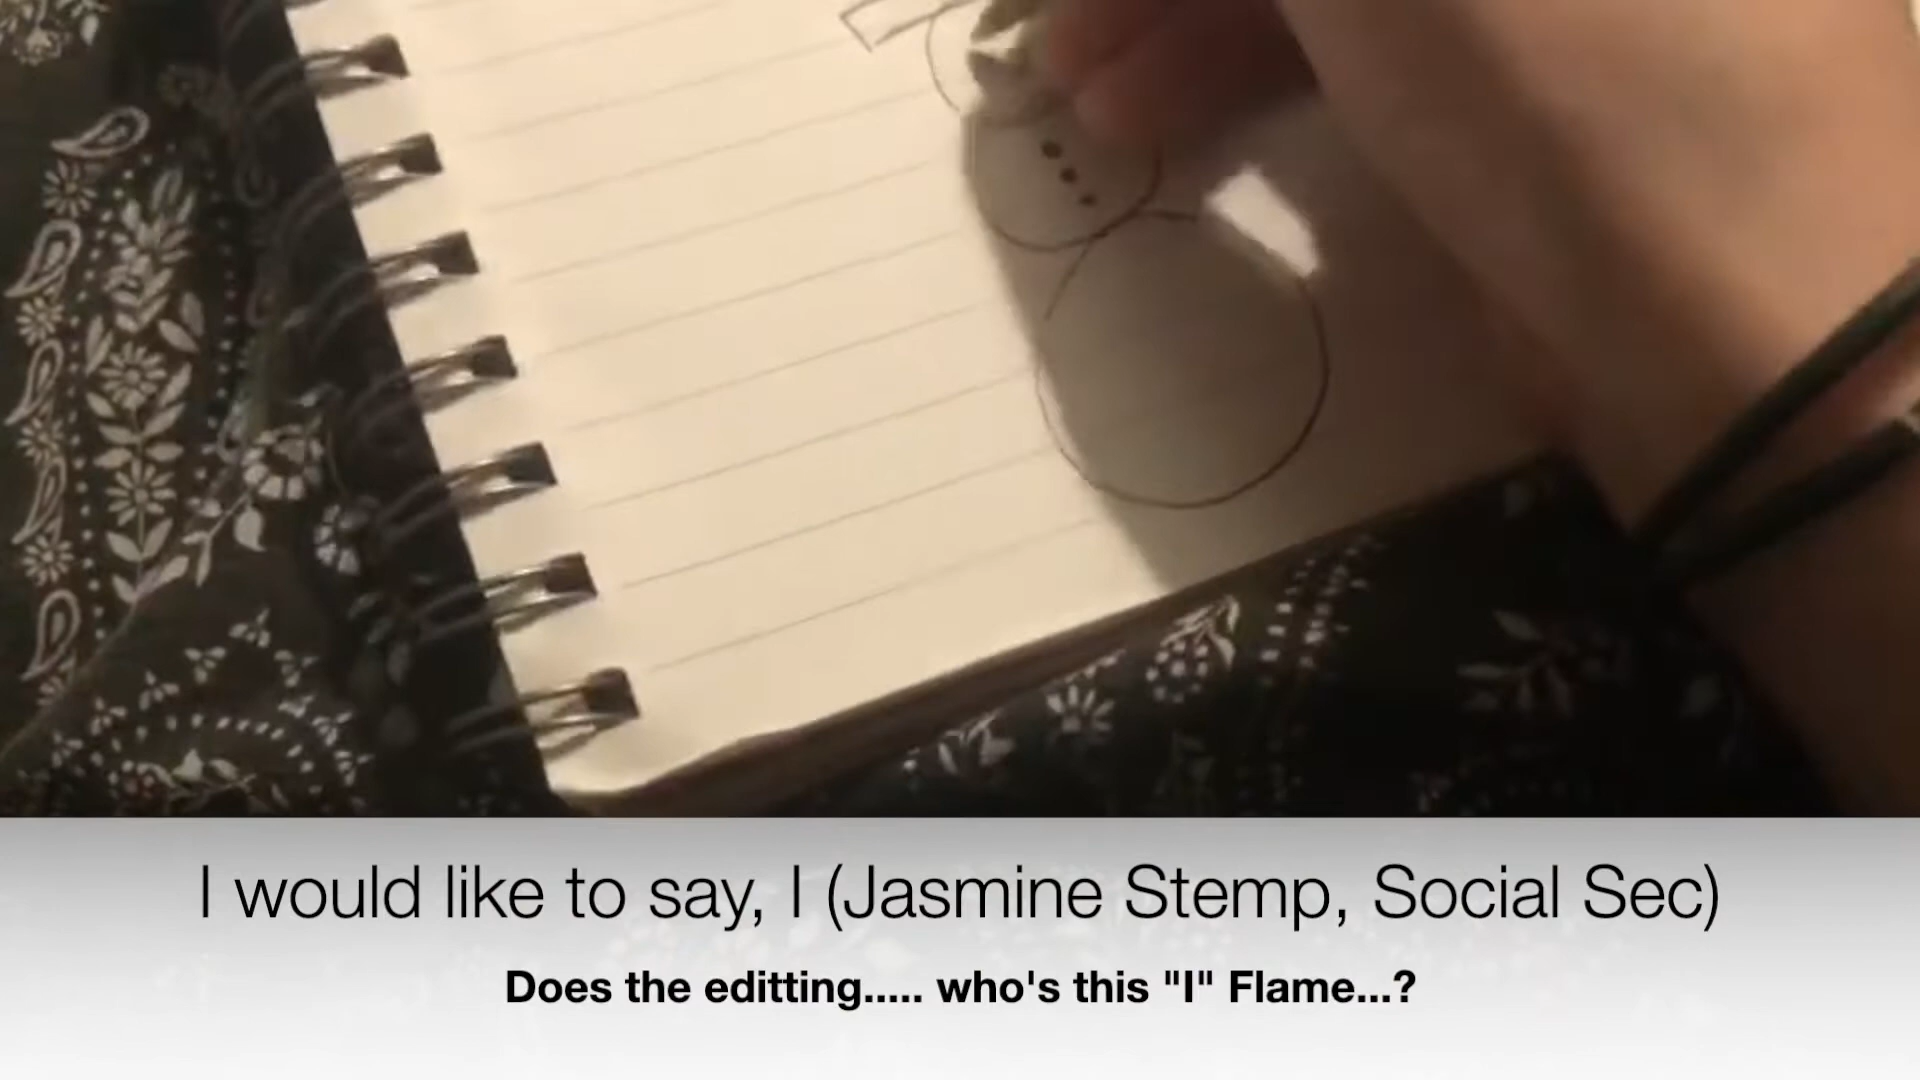 I would like to say, I (Jasmine Stemp, Social Sec)
Does the editting..... who's this "I" Flame...?